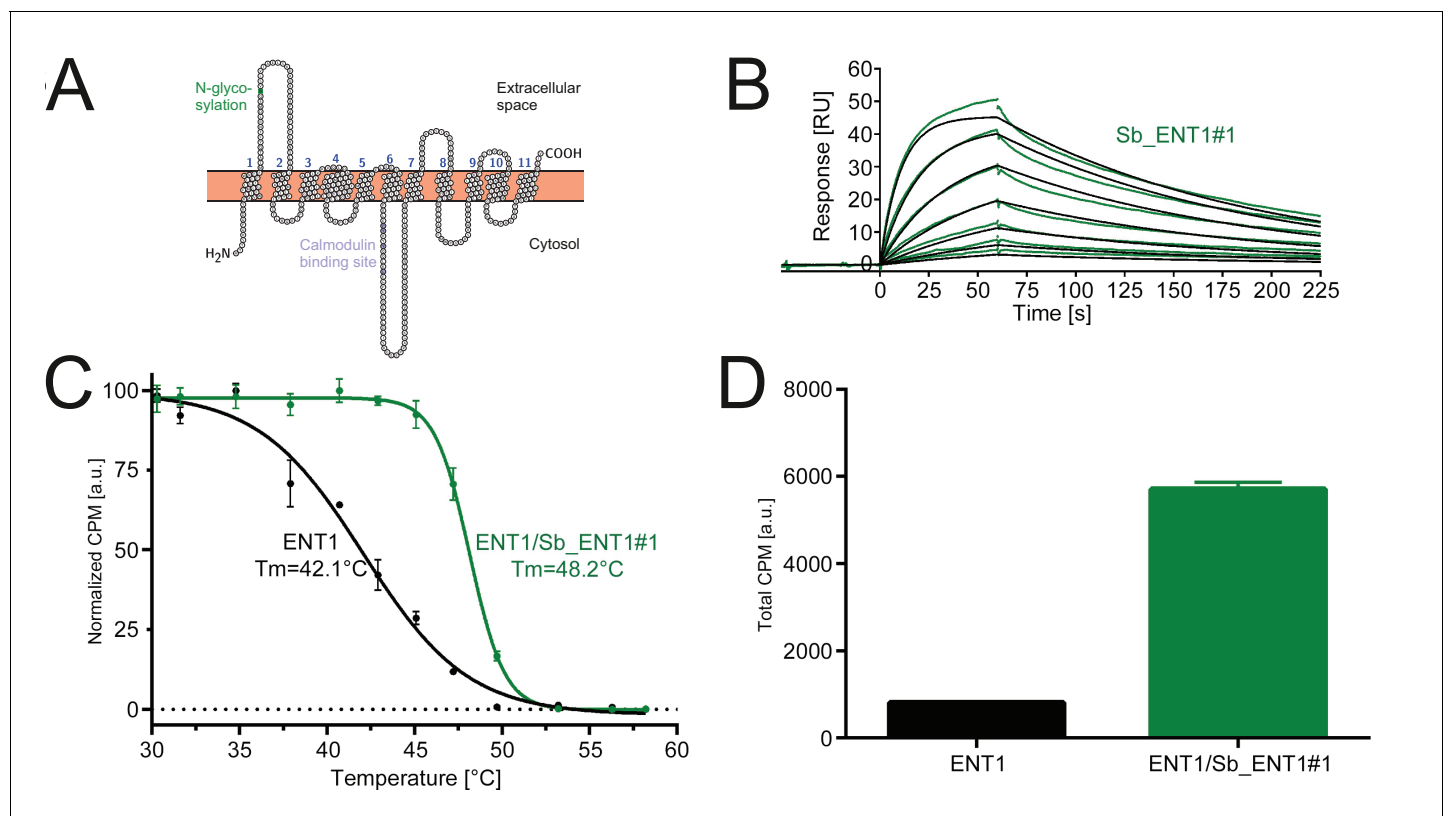 A
N-glyco-
sylation
Extracellular
space
1 2 3 4 5 6 7 8 9 10 11
COOH
H2N
Calmodulin
binding site
Cytosol
B
Response [RU]
60
50
40
30
20
10
0
Sb_ENT1#1
0 25 50 75 100 125 150 175 200 225
Time [s]
C
Normalized CPM [a.u.]
100
75
50
25
0
ENT1
Tm=42.1°C
ENT1/Sb_ENT1#1
Tm=48.2°C
30 35 40 45 50 55 60
Temperature [°C]
D
Total CPM [a.u.]
8000
6000
4000
2000
0
ENT1 ENT1/Sb_ENT1#1